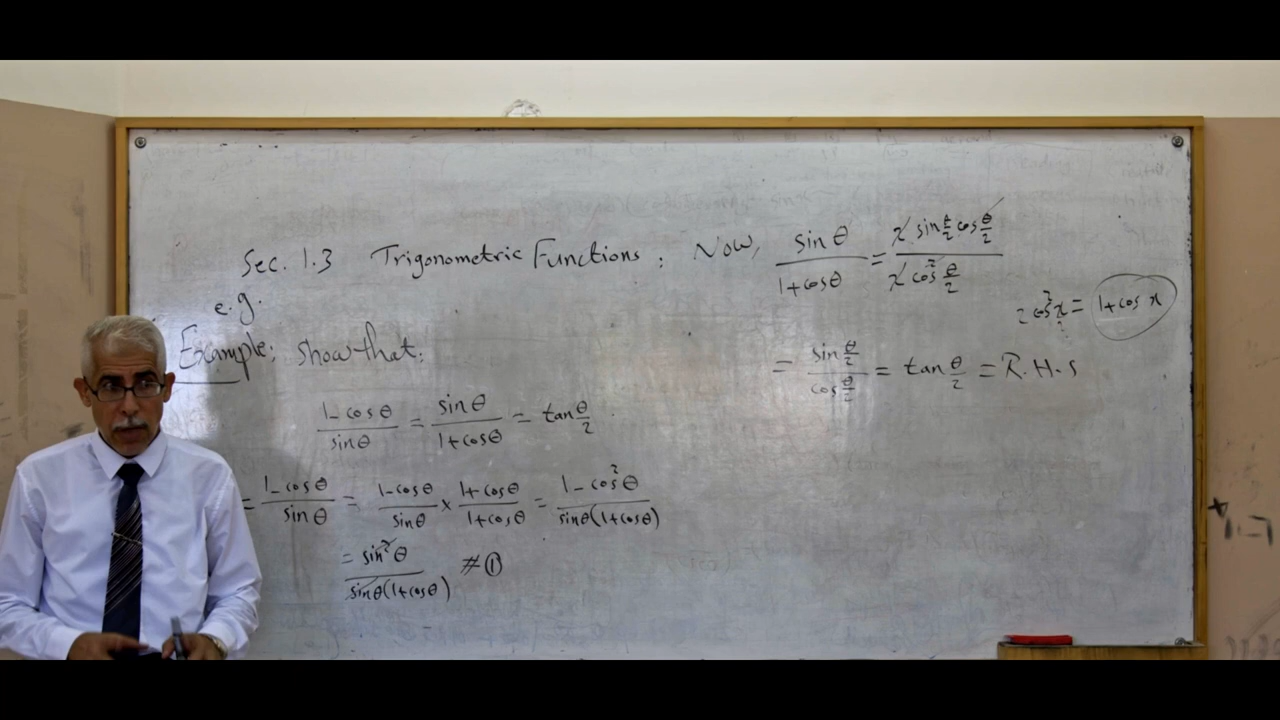 Sec. 1.3 Trigonometric Functions :
e.g.
Example: show that:
1-cosθ/sinθ = sinθ/1+cosθ = tan θ/2
= 1-cosθ/sinθ = 1-cosθ/sinθ × 1+cosθ/1+cosθ = 1-cos²θ/sinθ(1+cosθ)
= sin²θ/sinθ(1+cosθ) #①
Now, sinθ/1+cosθ = 2 sin θ/2 cos θ/2 / 2 cos² θ/2
2cos² x/2 = 1+cos x
= sin θ/2 / cos θ/2 = tan θ/2 = R.H.S